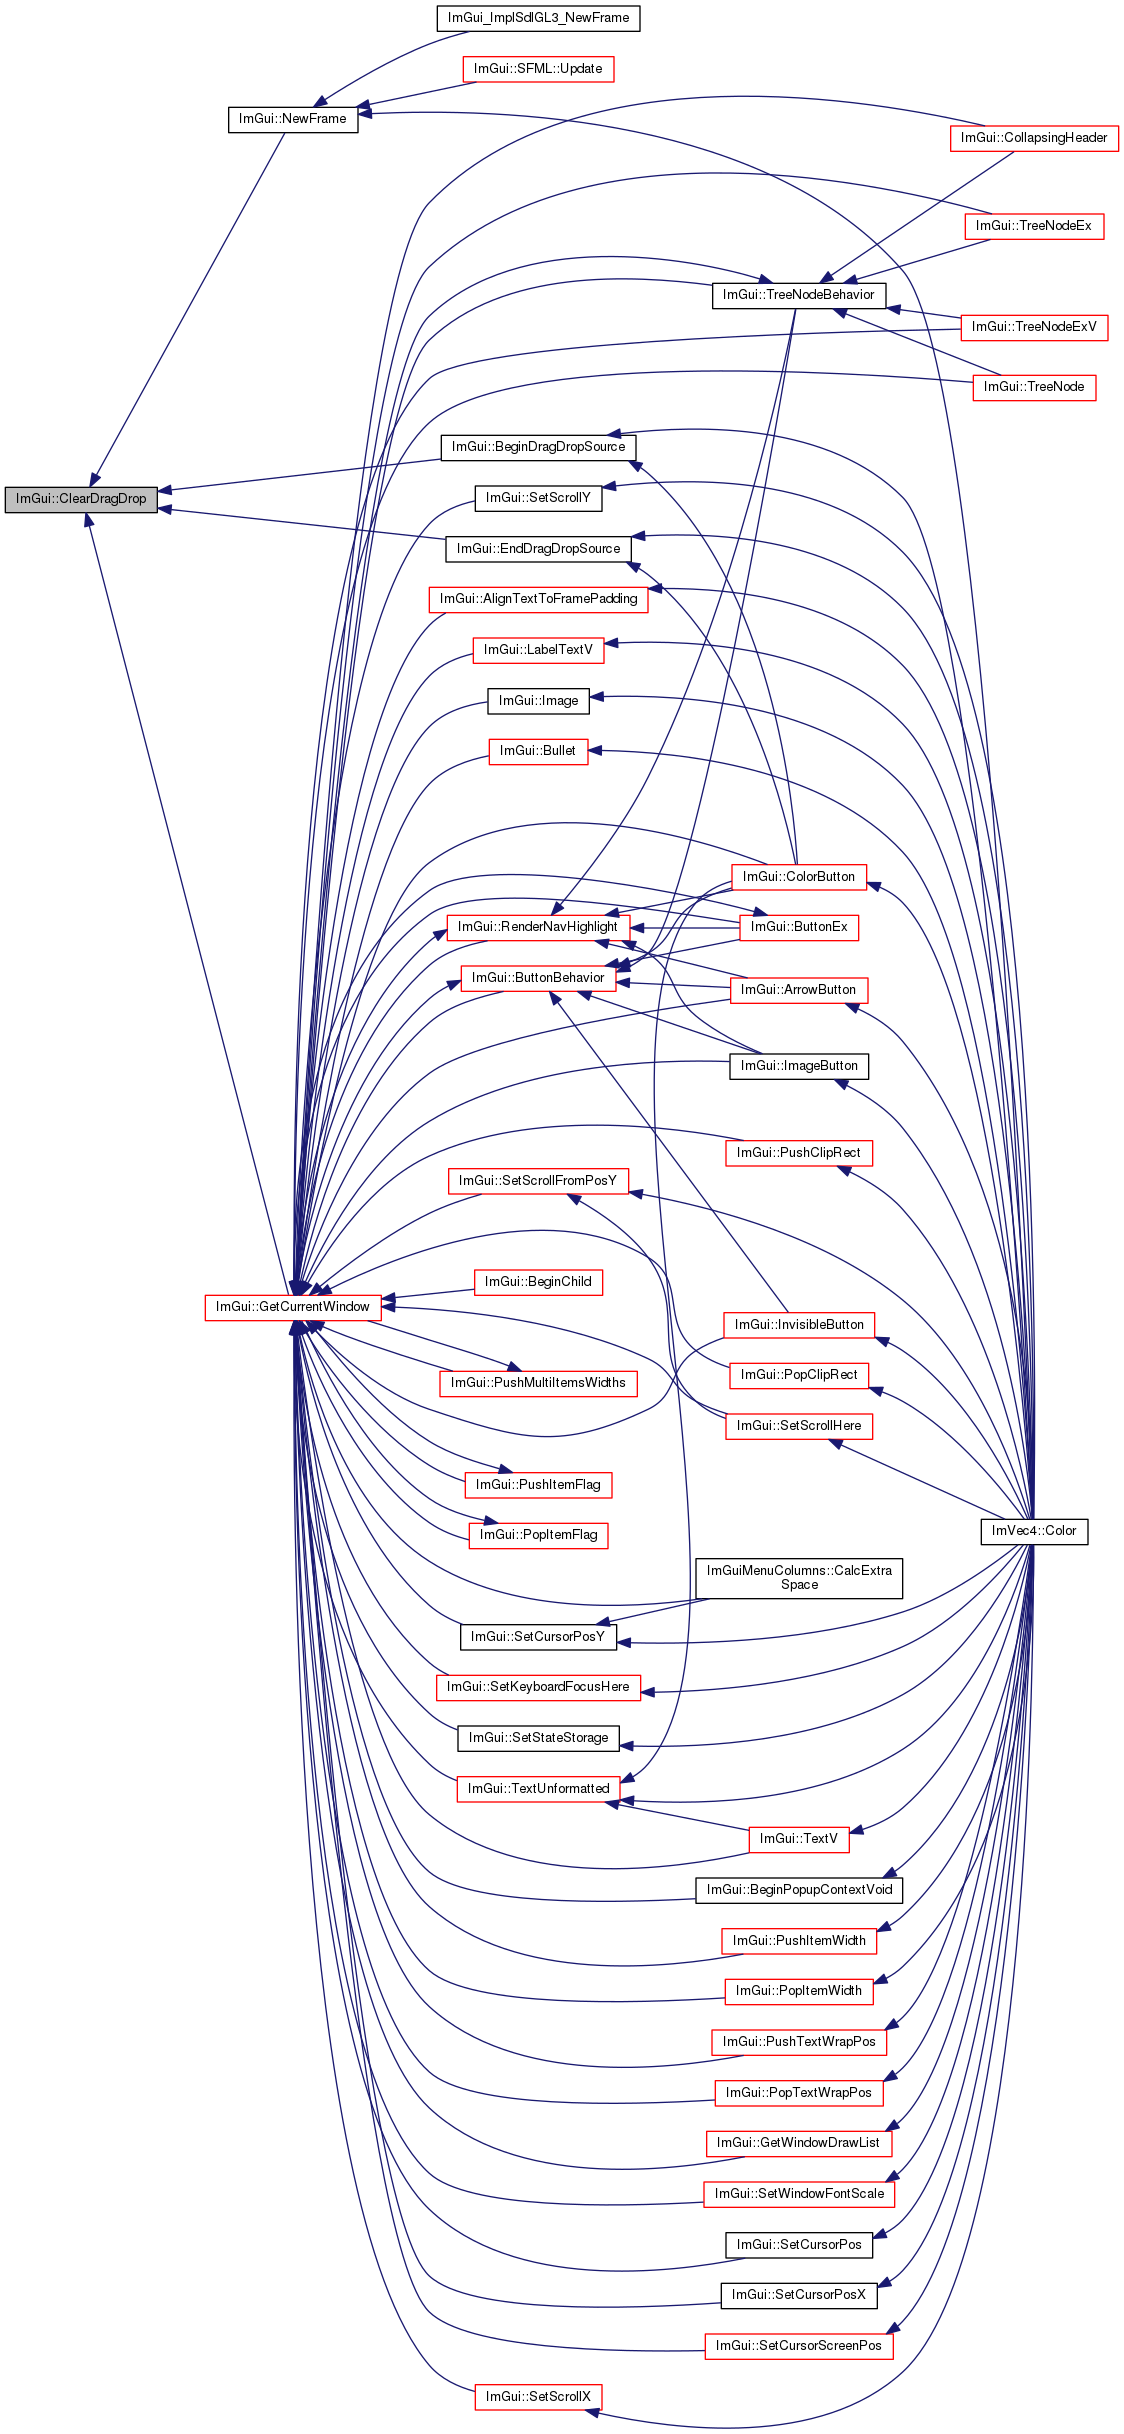 ImGui_ImplSdlGL3_NewFrame
ImGui::SFML::Update
ImGui::NewFrame
ImGui::CollapsingHeader
ImGui::TreeNodeEx
ImGui::TreeNodeBehavior
ImGui::TreeNodeExV
ImGui::TreeNode
ImGui::BeginDragDropSource
ImGui::ClearDragDrop
ImGui::SetScrollY
ImGui::EndDragDropSource
ImGui::AlignTextToFramePadding
ImGui::LabelTextV
ImGui::Image
ImGui::Bullet
ImGui::ColorButton
ImGui::RenderNavHighlight
ImGui::ButtonEx
ImGui::ButtonBehavior
ImGui::ArrowButton
ImGui::ImageButton
ImGui::PushClipRect
ImGui::SetScrollFromPosY
ImGui::BeginChild
ImGui::GetCurrentWindow
ImGui::InvisibleButton
ImGui::PopClipRect
ImGui::PushMultiItemsWidths
ImGui::SetScrollHere
ImGui::PushItemFlag
ImGui::PopItemFlag
ImVec4::Color
ImGuiMenuColumns::CalcExtra
Space
ImGui::SetCursorPosY
ImGui::SetKeyboardFocusHere
ImGui::SetStateStorage
ImGui::TextUnformatted
ImGui::TextV
ImGui::BeginPopupContextVoid
ImGui::PushItemWidth
ImGui::PopItemWidth
ImGui::PushTextWrapPos
ImGui::PopTextWrapPos
ImGui::GetWindowDrawList
ImGui::SetWindowFontScale
ImGui::SetCursorPos
ImGui::SetCursorPosX
ImGui::SetCursorScreenPos
ImGui::SetScrollX